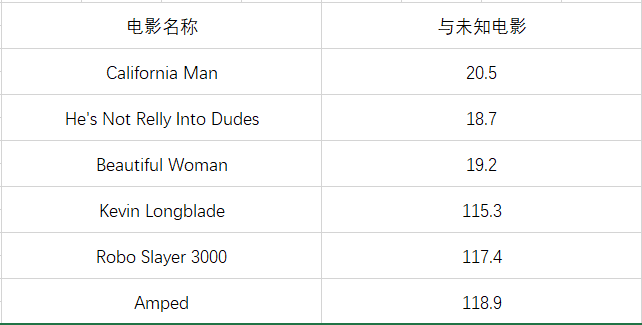 电影名称 与未知电影
California Man 20.5
He's Not Relly Into Dudes 18.7
Beautiful Woman 19.2
Kevin Longblade 115.3
Robo Slayer 3000 117.4
Amped 118.9